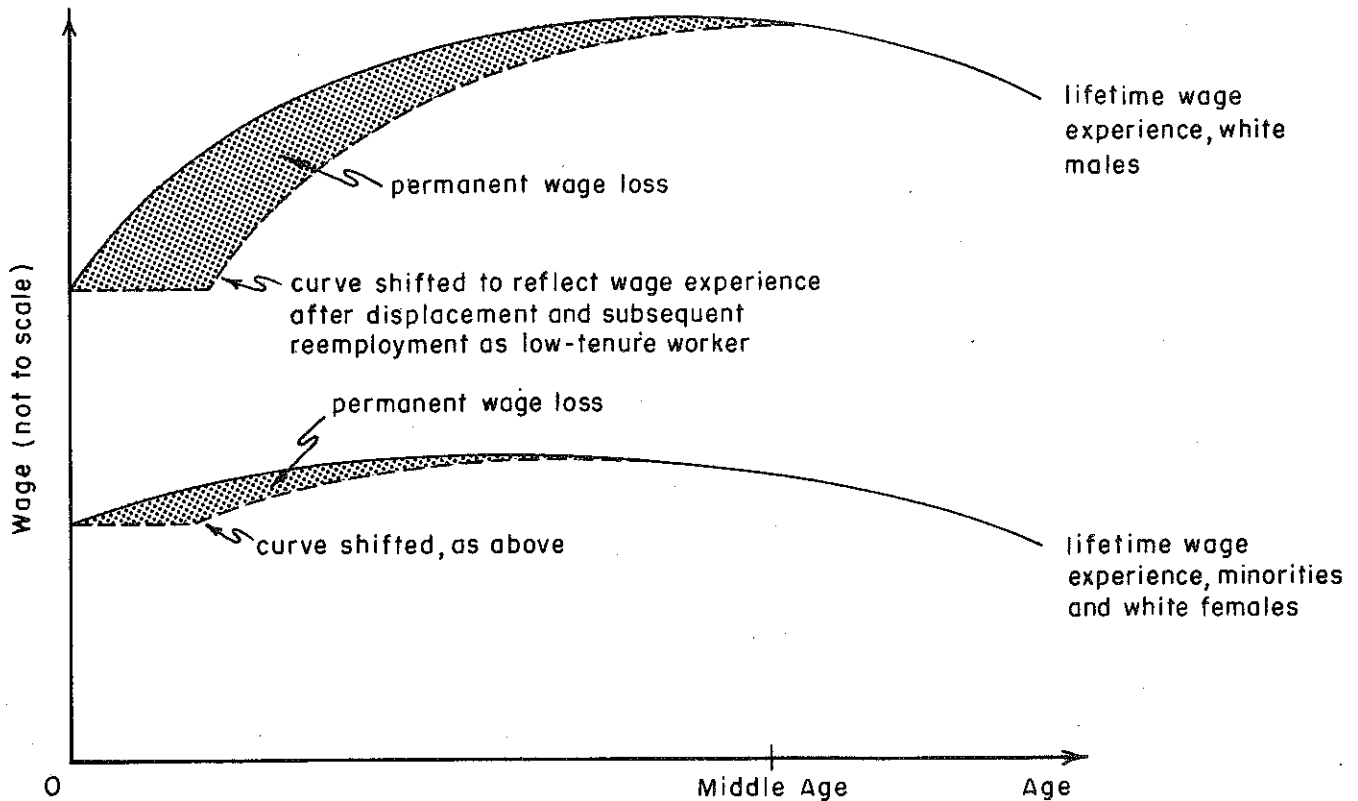 lifetime wage
experience, white
males
permanent wage loss
curve shifted to reflect wage experience
after displacement and subsequent
reemployment as low-tenure worker
Wage (not to scale)
permanent wage loss
curve shifted, as above
lifetime wage
experience, minorities
and white females
O
Middle Age
Age